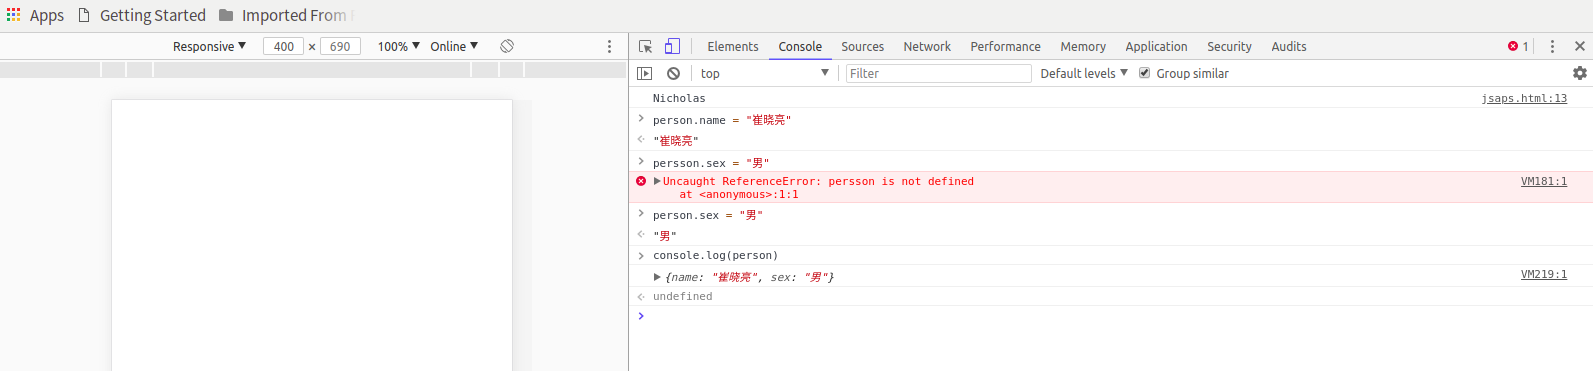 Apps Getting Started Imported From
Responsive ▼ 400 × 690 100% ▼ Online ▼
Elements Console Sources Network Performance Memory Application Security Audits 1
top ▼ Filter Default levels ▼ Group similar
Nicholas jsaps.html:13
person.name = "崔晓亮"
"崔晓亮"
persson.sex = "男"
Uncaught ReferenceError: persson is not defined VM181:1
at <anonymous>:1:1
person.sex = "男"
"男"
console.log(person)
{name: "崔晓亮", sex: "男"} VM219:1
undefined